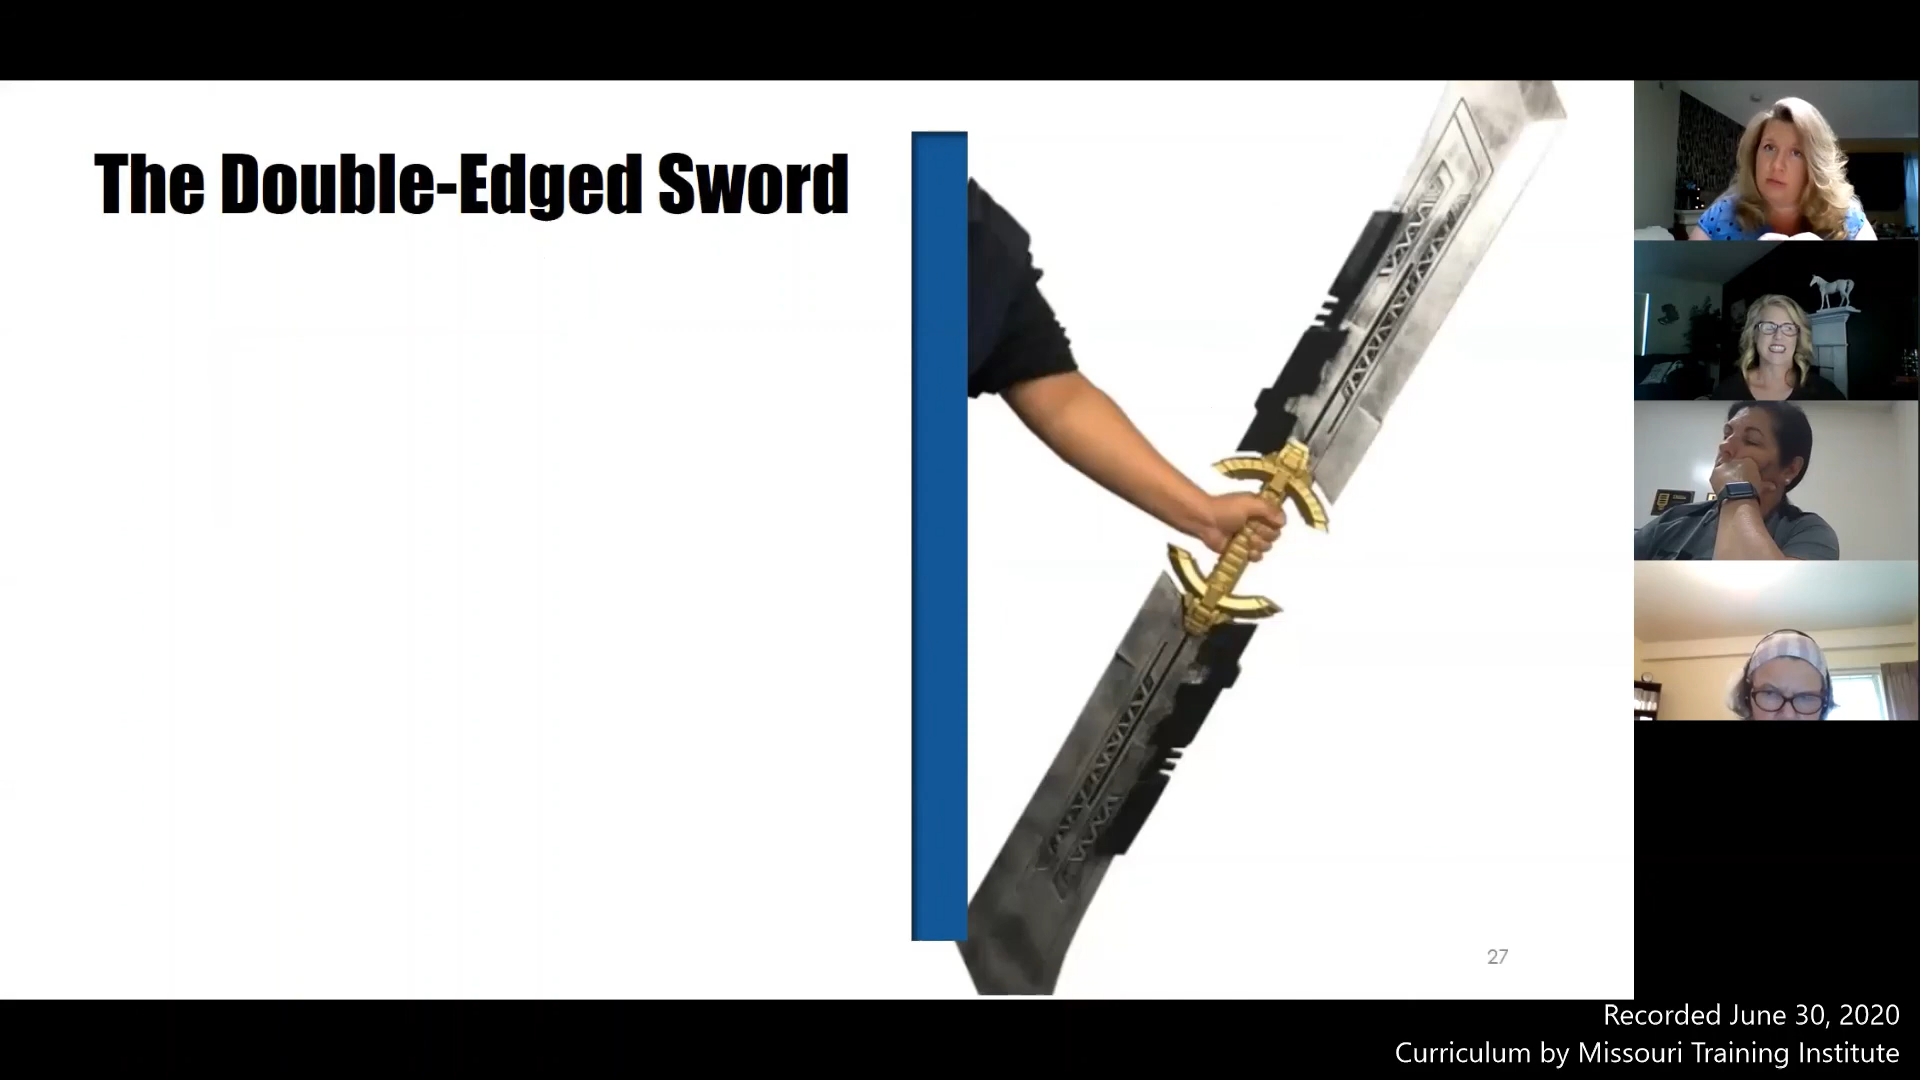 The Double-Edged Sword
27
Recorded June 30, 2020
Curriculum by Missouri Training Institute